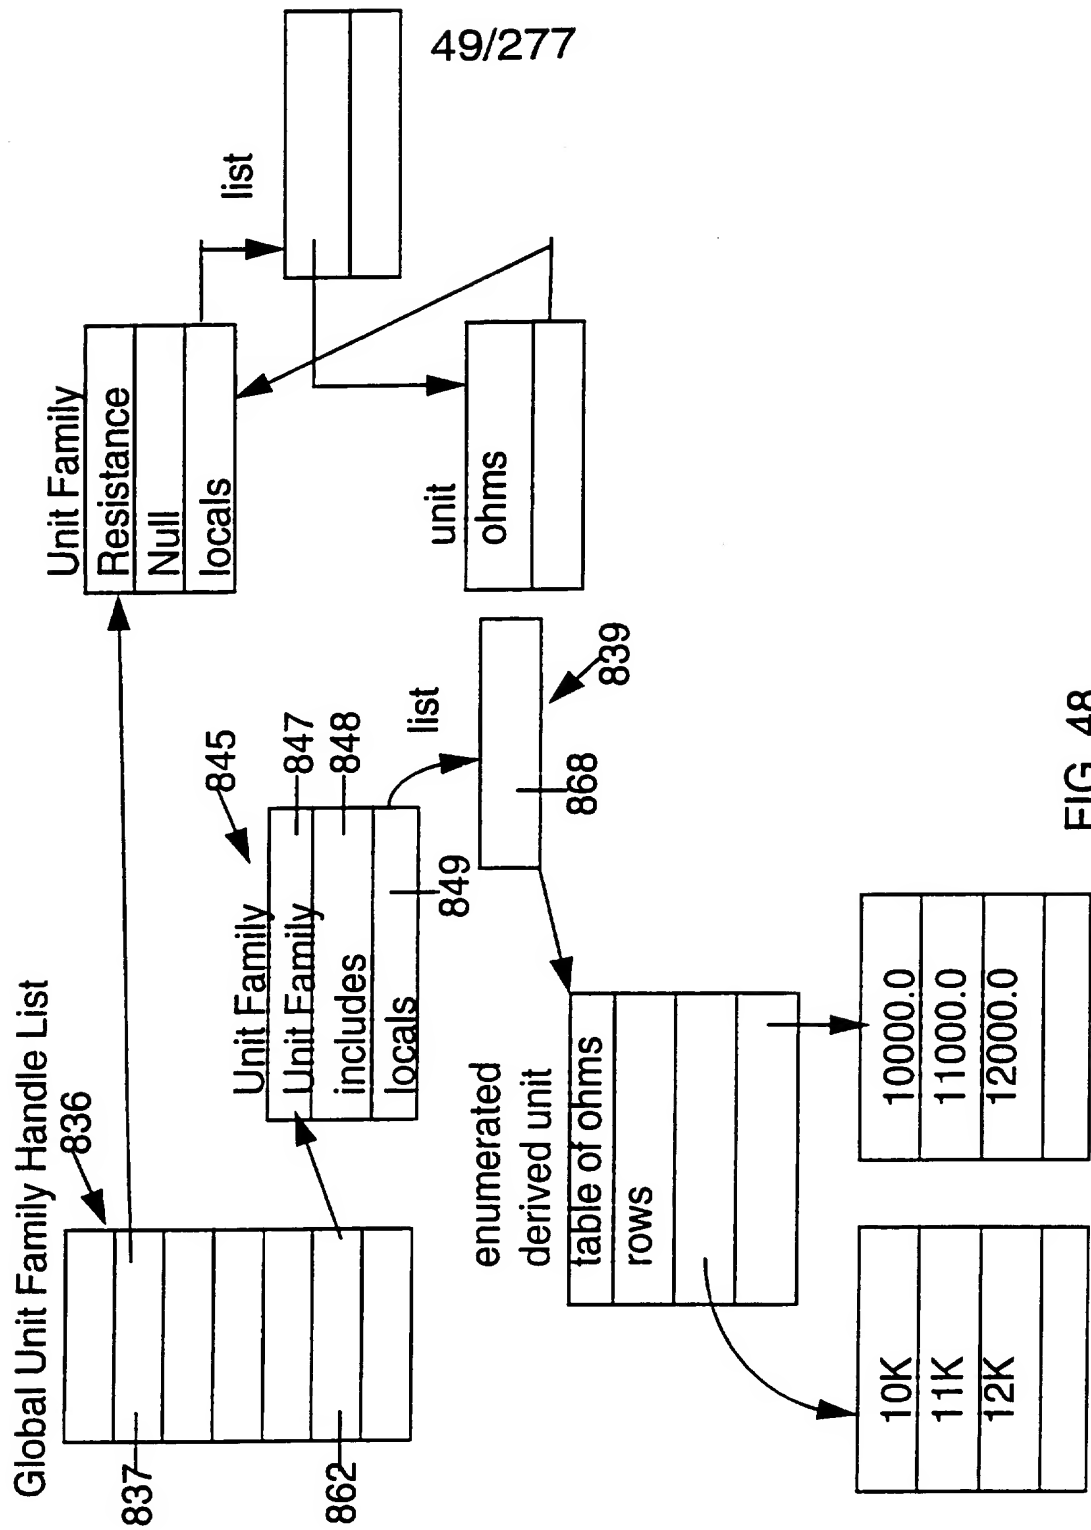 49/277
Global Unit Family Handle List
836
837
862
Unit Family
Resistance
Null
locals
list
unit
ohms
845
Unit Family
Unit Family
includes
locals
847
848
849
list
868
839
enumerated
derived unit
table of ohms
rows
10K
11K
12K
10000.0
11000.0
12000.0
FIG. 48